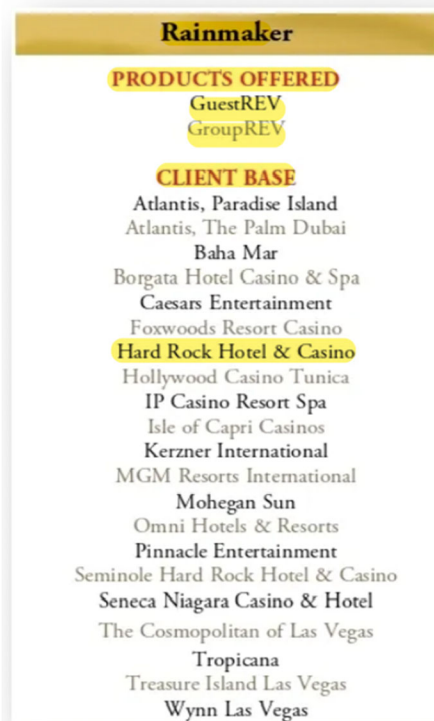 Rainmaker
PRODUCTS OFFERED
GuestREV
GroupREV
CLIENT BASE
Atlantis, Paradise Island
Atlantis, The Palm Dubai
Baha Mar
Borgata Hotel Casino & Spa
Caesars Entertainment
Foxwoods Resort Casino
Hard Rock Hotel & Casino
Hollywood Casino Tunica
IP Casino Resort Spa
Isle of Capri Casinos
Kerzner International
MGM Resorts International
Mohegan Sun
Omni Hotels & Resorts
Pinnacle Entertainment
Seminole Hard Rock Hotel & Casino
Seneca Niagara Casino & Hotel
The Cosmopolitan of Las Vegas
Tropicana
Treasure Island Las Vegas
Wynn Las Vegas